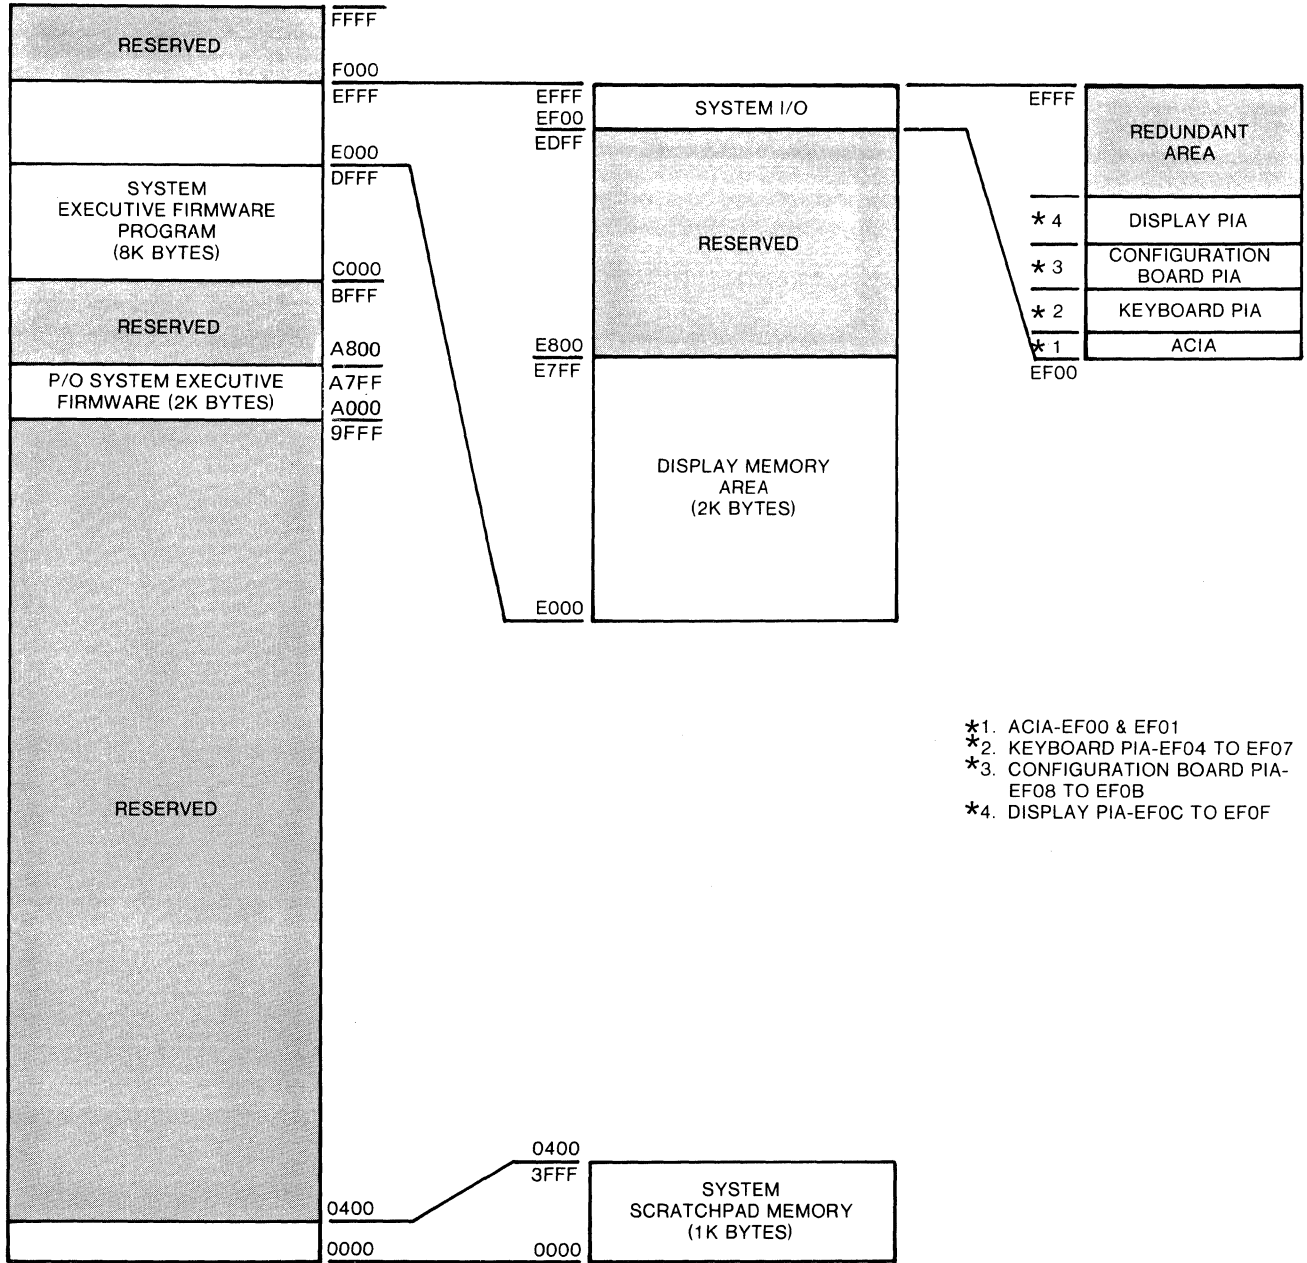 FFFF
RESERVED
F000
EFFF
E000
DFFF
SYSTEM
EXECUTIVE FIRMWARE
PROGRAM
(8K BYTES)
C000
BFFF
RESERVED
A800
P/O SYSTEM EXECUTIVE
FIRMWARE (2K BYTES)
A7FF
A000
9FFF
RESERVED
0400
0000
EFFF
SYSTEM I/O
EF00
EDFF
RESERVED
E800
E7FF
DISPLAY MEMORY
AREA
(2K BYTES)
E000
EFFF
REDUNDANT
AREA
*4 DISPLAY PIA
*3 CONFIGURATION
BOARD PIA
*2 KEYBOARD PIA
*1 ACIA
EF00
*1. ACIA-EF00 & EF01
*2. KEYBOARD PIA-EF04 TO EF07
*3. CONFIGURATION BOARD PIA-
EF08 TO EF0B
*4. DISPLAY PIA-EF0C TO EF0F
0400
3FFF
SYSTEM
SCRATCHPAD MEMORY
(1K BYTES)
0000